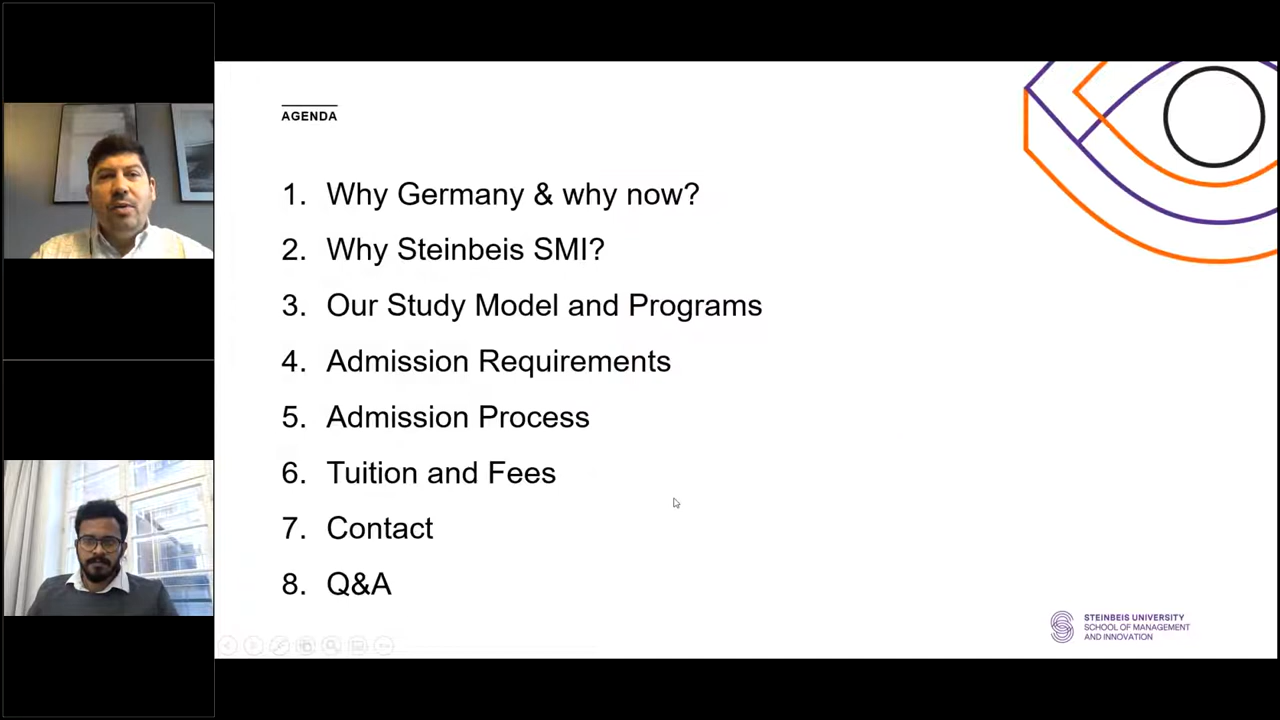 AGENDA
1. Why Germany & why now?
2. Why Steinbeis SMI?
3. Our Study Model and Programs
4. Admission Requirements
5. Admission Process
6. Tuition and Fees
7. Contact
8. Q&A
STEINBEIS UNIVERSITY
SCHOOL OF MANAGEMENT
AND INNOVATION